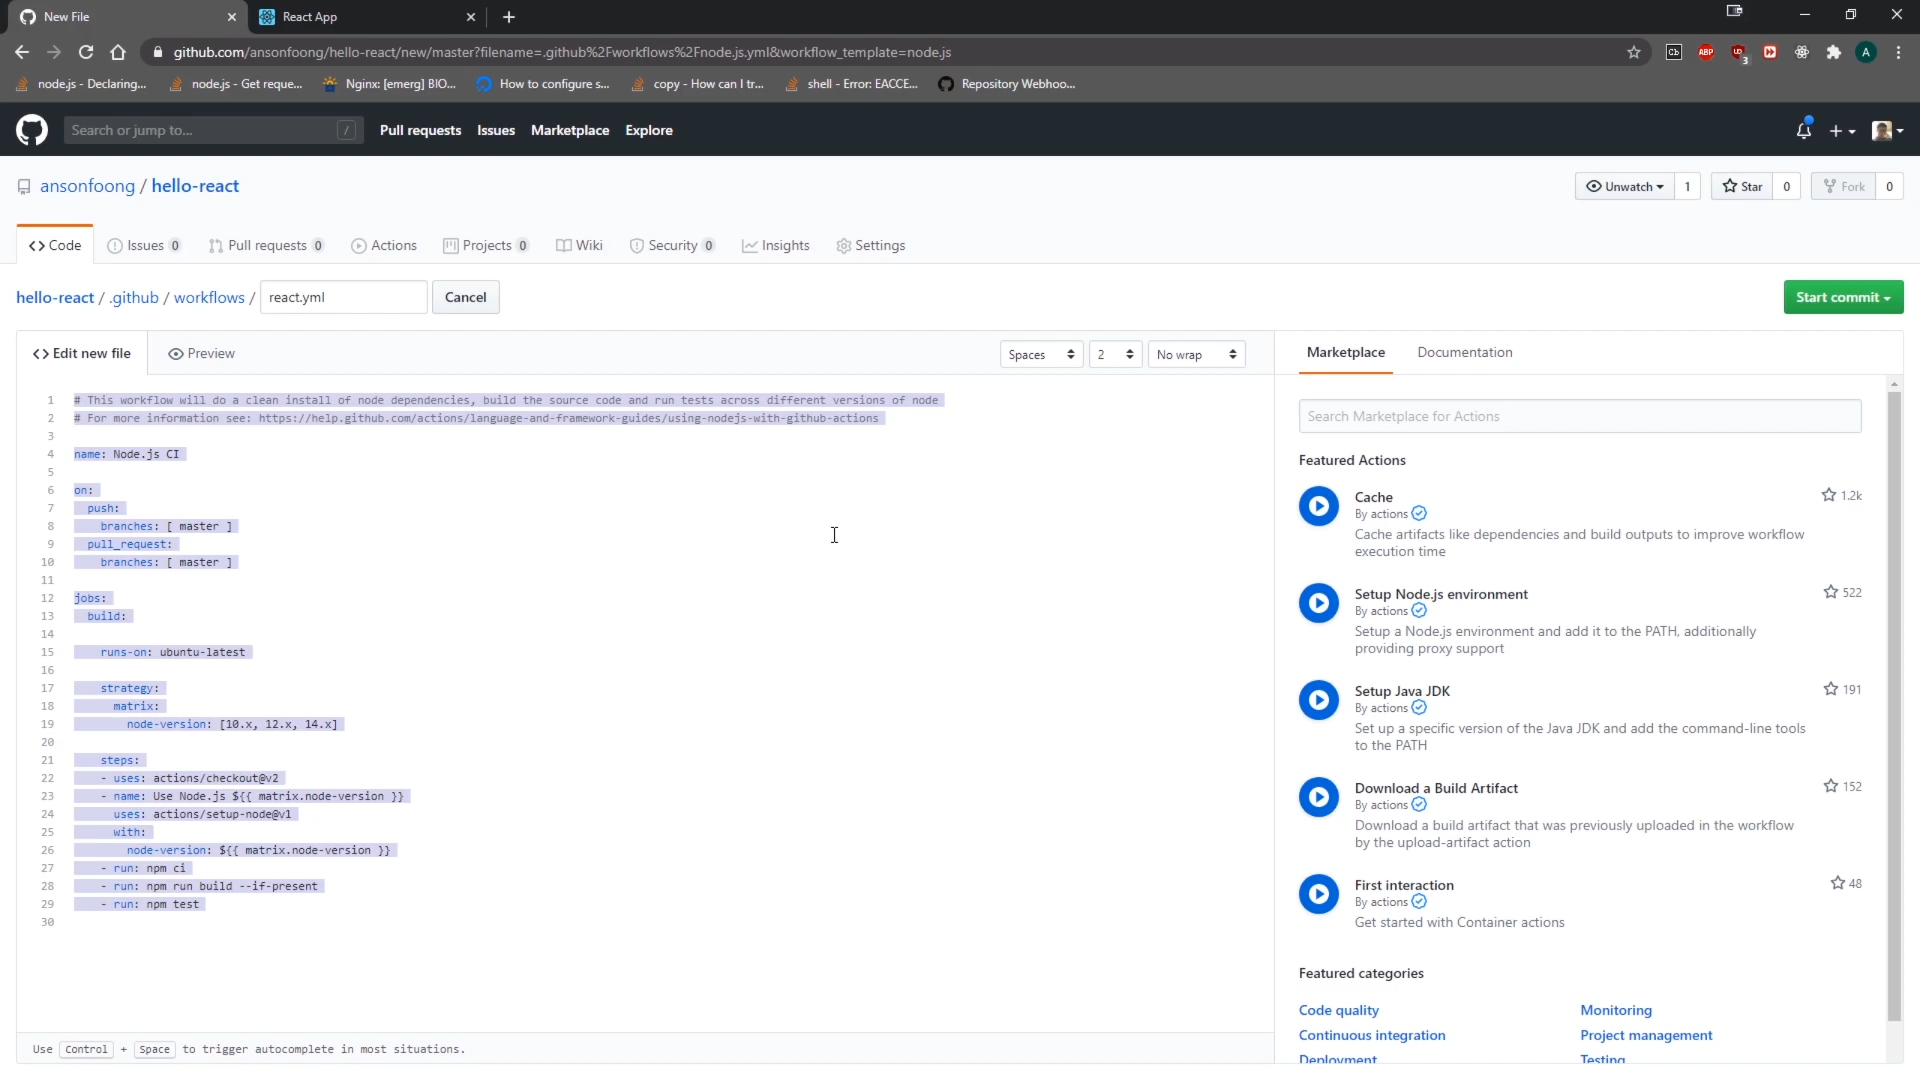 New File
React App
github.com/ansonfoong/hello-react/new/master?filename=.github%2Fworkflows%2Fnode.js.yml&workflow_template=node.js
Cb ABP 3 A
node.js - Declaring...
node.js - Get reque...
Nginx: [emerg] BIO...
How to configure s...
copy - How can I tr...
shell - Error: EACCE...
Repository Webhoo...
Search or jump to... /
Pull requests Issues Marketplace Explore
ansonfoong / hello-react
Unwatch 1 Star 0 Fork 0
Code Issues 0 Pull requests 0 Actions Projects 0 Wiki Security 0 Insights Settings
hello-react / .github / workflows / react.yml Cancel
Start commit
Edit new file Preview
Spaces 2 No wrap
1 # This workflow will do a clean install of node dependencies, build the source code and run tests across different versions of node
2 # For more information see: https://help.github.com/actions/language-and-framework-guides/using-nodejs-with-github-actions
3
4 name: Node.js CI
5
6 on:
7 push:
8 branches: [ master ]
9 pull_request:
10 branches: [ master ]
11
12 jobs:
13 build:
14
15 runs-on: ubuntu-latest
16
17 strategy:
18 matrix:
19 node-version: [10.x, 12.x, 14.x]
20
21 steps:
22 - uses: actions/checkout@v2
23 - name: Use Node.js ${{ matrix.node-version }}
24 uses: actions/setup-node@v1
25 with:
26 node-version: ${{ matrix.node-version }}
27 - run: npm ci
28 - run: npm run build --if-present
29 - run: npm test
30
Use Control + Space to trigger autocomplete in most situations.
Marketplace Documentation
Search Marketplace for Actions
Featured Actions
Cache 1.2k
By actions
Cache artifacts like dependencies and build outputs to improve workflow
execution time
Setup Node.js environment 522
By actions
Setup a Node.js environment and add it to the PATH, additionally
providing proxy support
Setup Java JDK 191
By actions
Set up a specific version of the Java JDK and add the command-line tools
to the PATH
Download a Build Artifact 152
By actions
Download a build artifact that was previously uploaded in the workflow
by the upload-artifact action
First interaction 48
By actions
Get started with Container actions
Featured categories
Code quality Monitoring
Continuous integration Project management
Deployment Testing